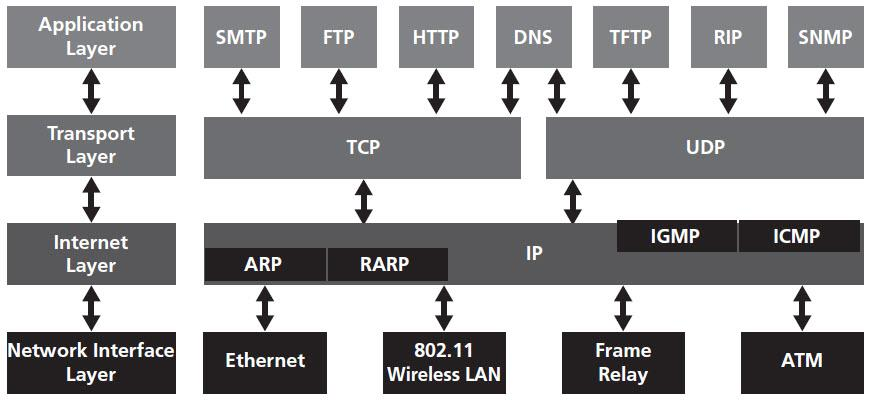 Application
Layer
SMTP
FTP
HTTP
DNS
TFTP
RIP
SNMP
Transport
Layer
TCP
UDP
Internet
Layer
IP
IGMP
ICMP
ARP
RARP
Network Interface
Layer
Ethernet
802.11
Wireless LAN
Frame
Relay
ATM